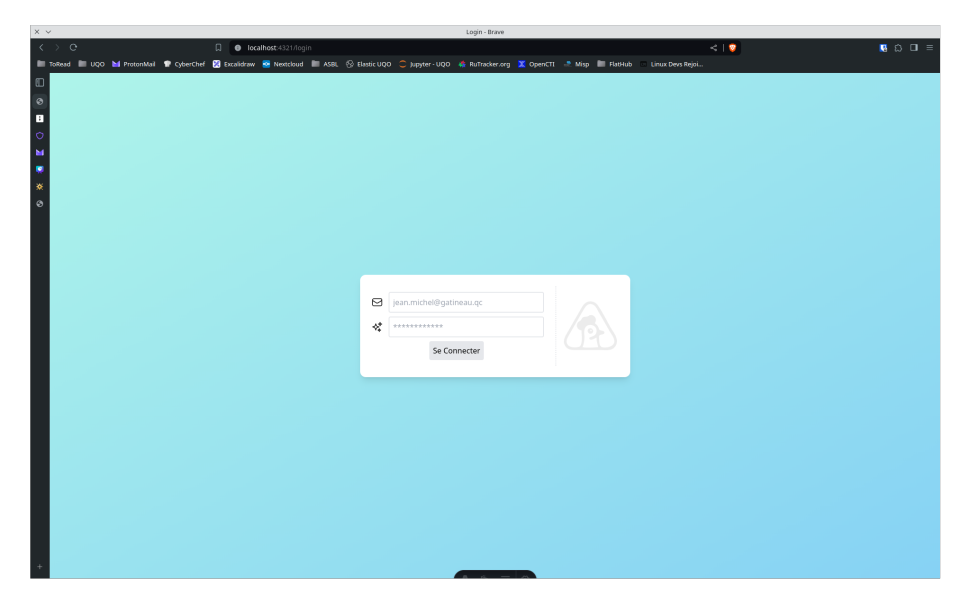 Login - Brave
localhost:4321/login
ToRead UQO ProtonMail CyberChef Excalidraw Nextcloud ASBL Elastic UQO Jupyter - UQO RuTracker.org OpenCTI Misp FlatHub Linux Devs Rejoi...
jean.michel@gatineau.qc
************
Se Connecter